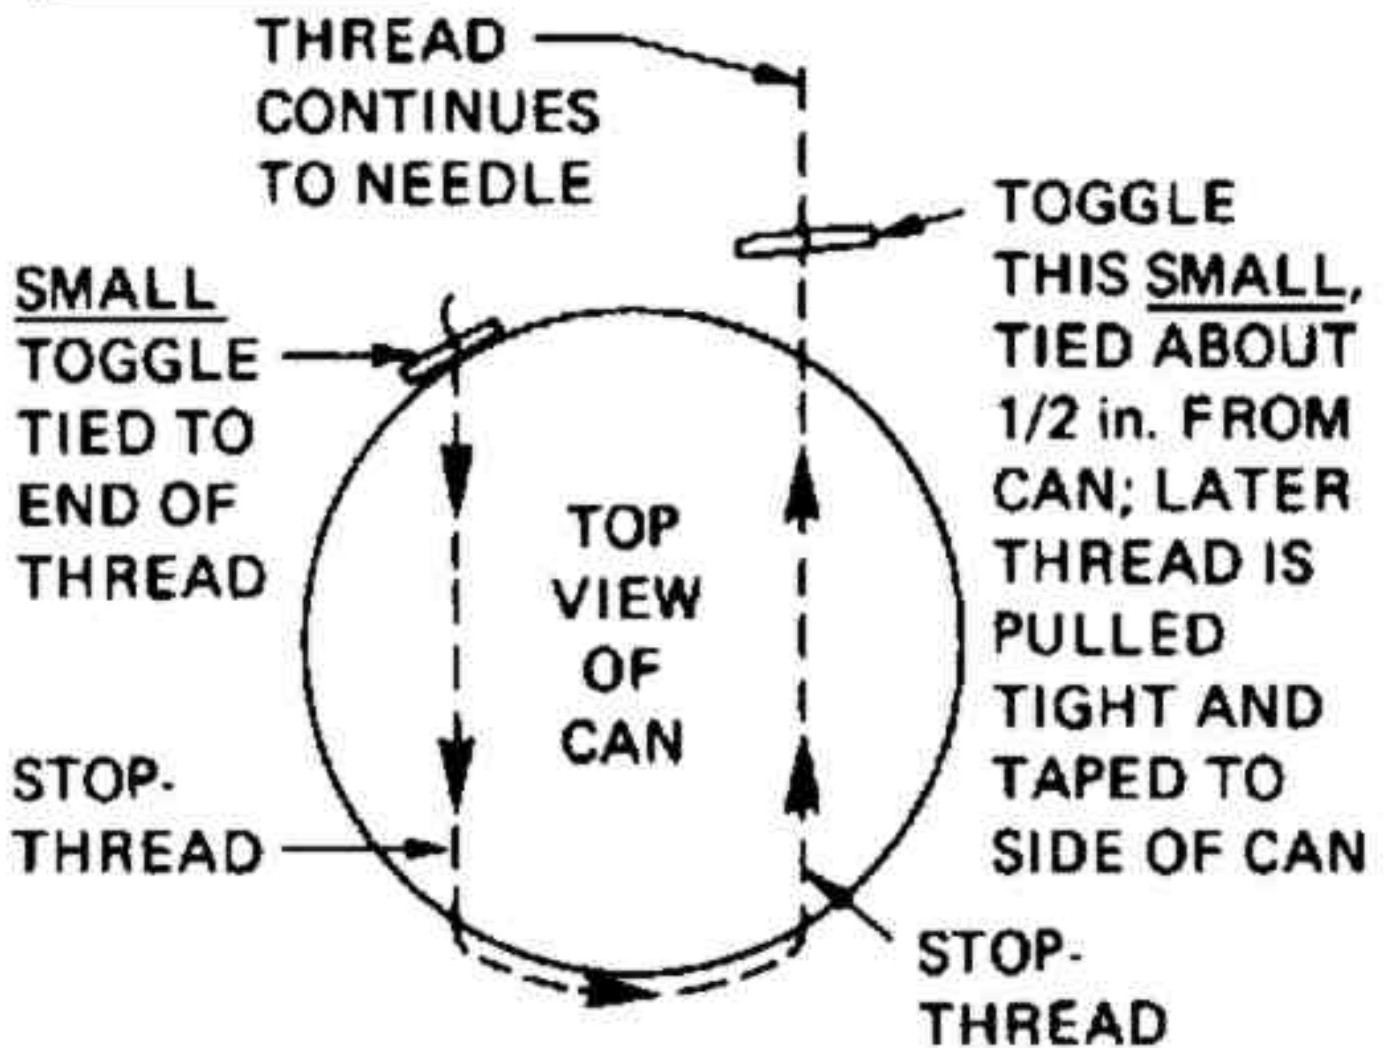 THREAD
CONTINUES
TO NEEDLE
SMALL
TOGGLE
TIED TO
END OF
THREAD
TOGGLE
THIS SMALL,
TIED ABOUT
1/2 in. FROM
CAN; LATER
THREAD IS
PULLED
TIGHT AND
TAPED TO
SIDE OF CAN
TOP
VIEW
OF
CAN
STOP-
THREAD
STOP-
THREAD